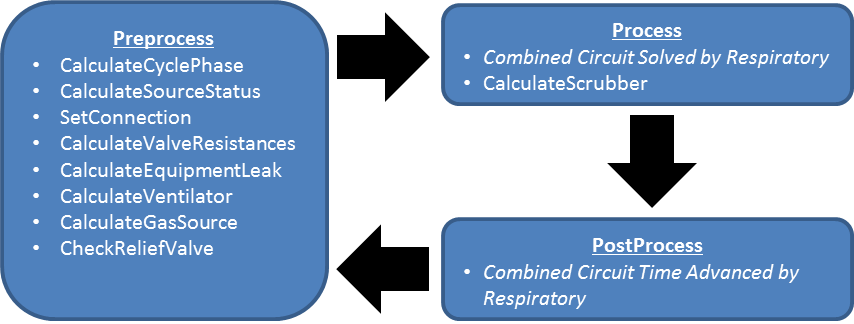 Preprocess
• CalculateCyclePhase
• CalculateSourceStatus
• SetConnection
• CalculateValveResistances
• CalculateEquipmentLeak
• CalculateVentilator
• CalculateGasSource
• CheckReliefValve
Process
• Combined Circuit Solved by Respiratory
• CalculateScrubber
PostProcess
• Combined Circuit Time Advanced by
Respiratory